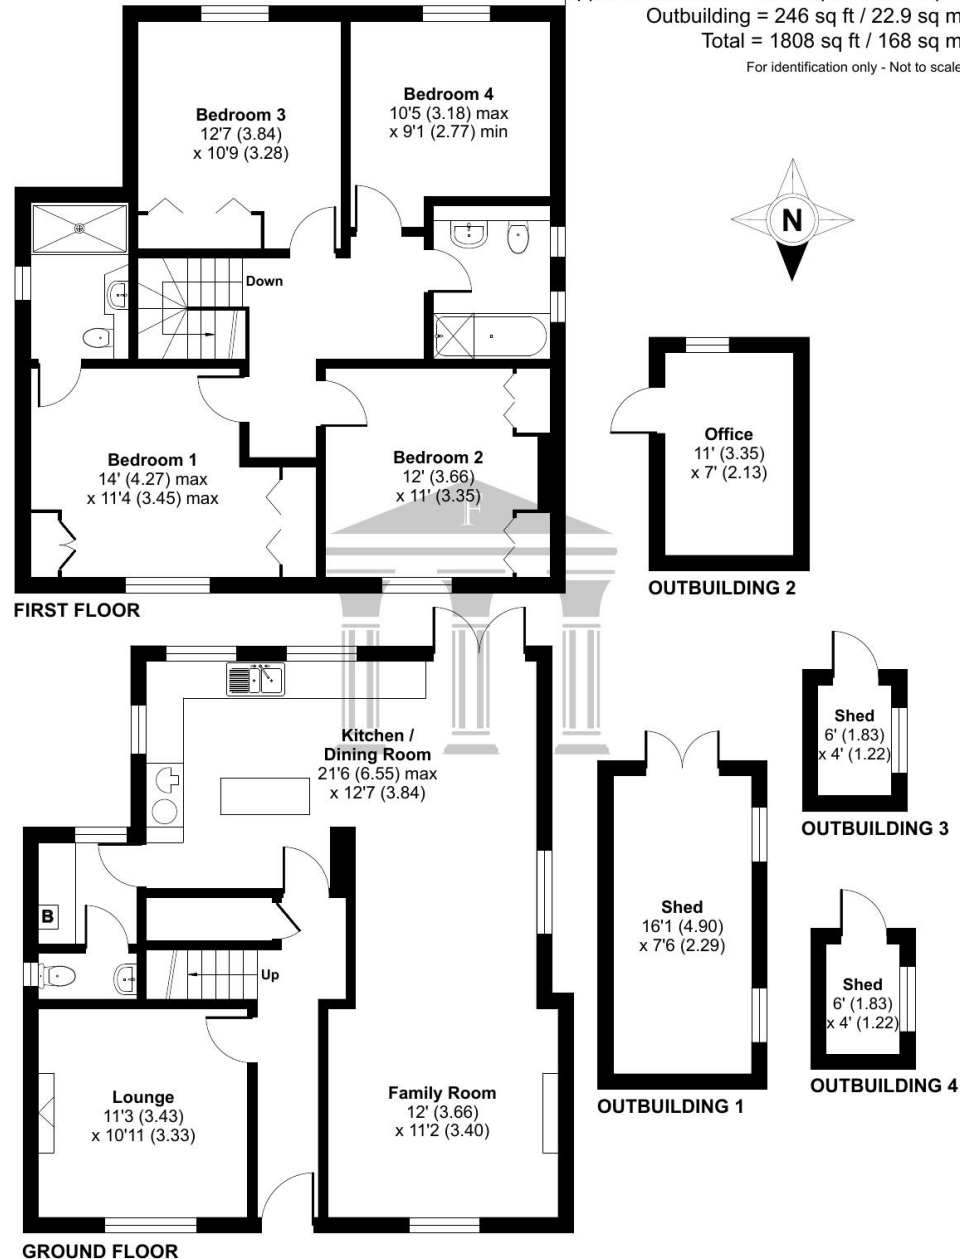 Outbuilding = 246 sq ft / 22.9 sq m
Total = 1808 sq ft / 168 sq m
For identification only - Not to scale
Bedroom 3
12'7 (3.84)
x 10'9 (3.28)
Bedroom 4
10'5 (3.18) max
x 9'1 (2.77) min
N
Down
Bedroom 1
14' (4.27) max
x 11'4 (3.45) max
Bedroom 2
12' (3.66)
x 11' (3.35)
F
Office
11' (3.35)
x 7' (2.13)
OUTBUILDING 2
FIRST FLOOR
Kitchen /
Dining Room
21'6 (6.55) max
x 12'7 (3.84)
Shed
6' (1.83)
x 4' (1.22)
OUTBUILDING 3
B
Up
Shed
16'1 (4.90)
x 7'6 (2.29)
OUTBUILDING 1
Shed
6' (1.83)
x 4' (1.22)
OUTBUILDING 4
Lounge
11'3 (3.43)
x 10'11 (3.33)
Family Room
12' (3.66)
x 11'2 (3.40)
GROUND FLOOR